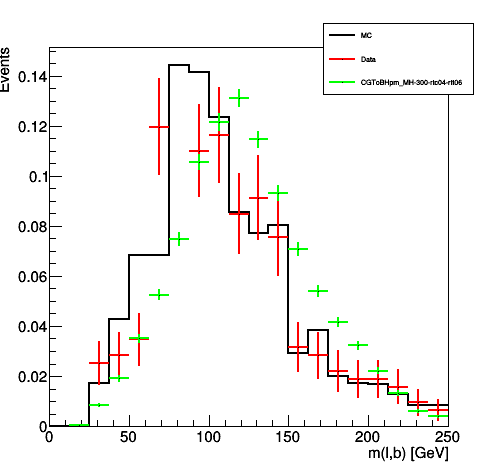 MC
Data
CGToBHpm_MH-300-rtc04-rtt06
Events
0.14
0.12
0.1
0.08
0.06
0.04
0.02
0
0 50 100 150 200 250
m(l,b) [GeV]